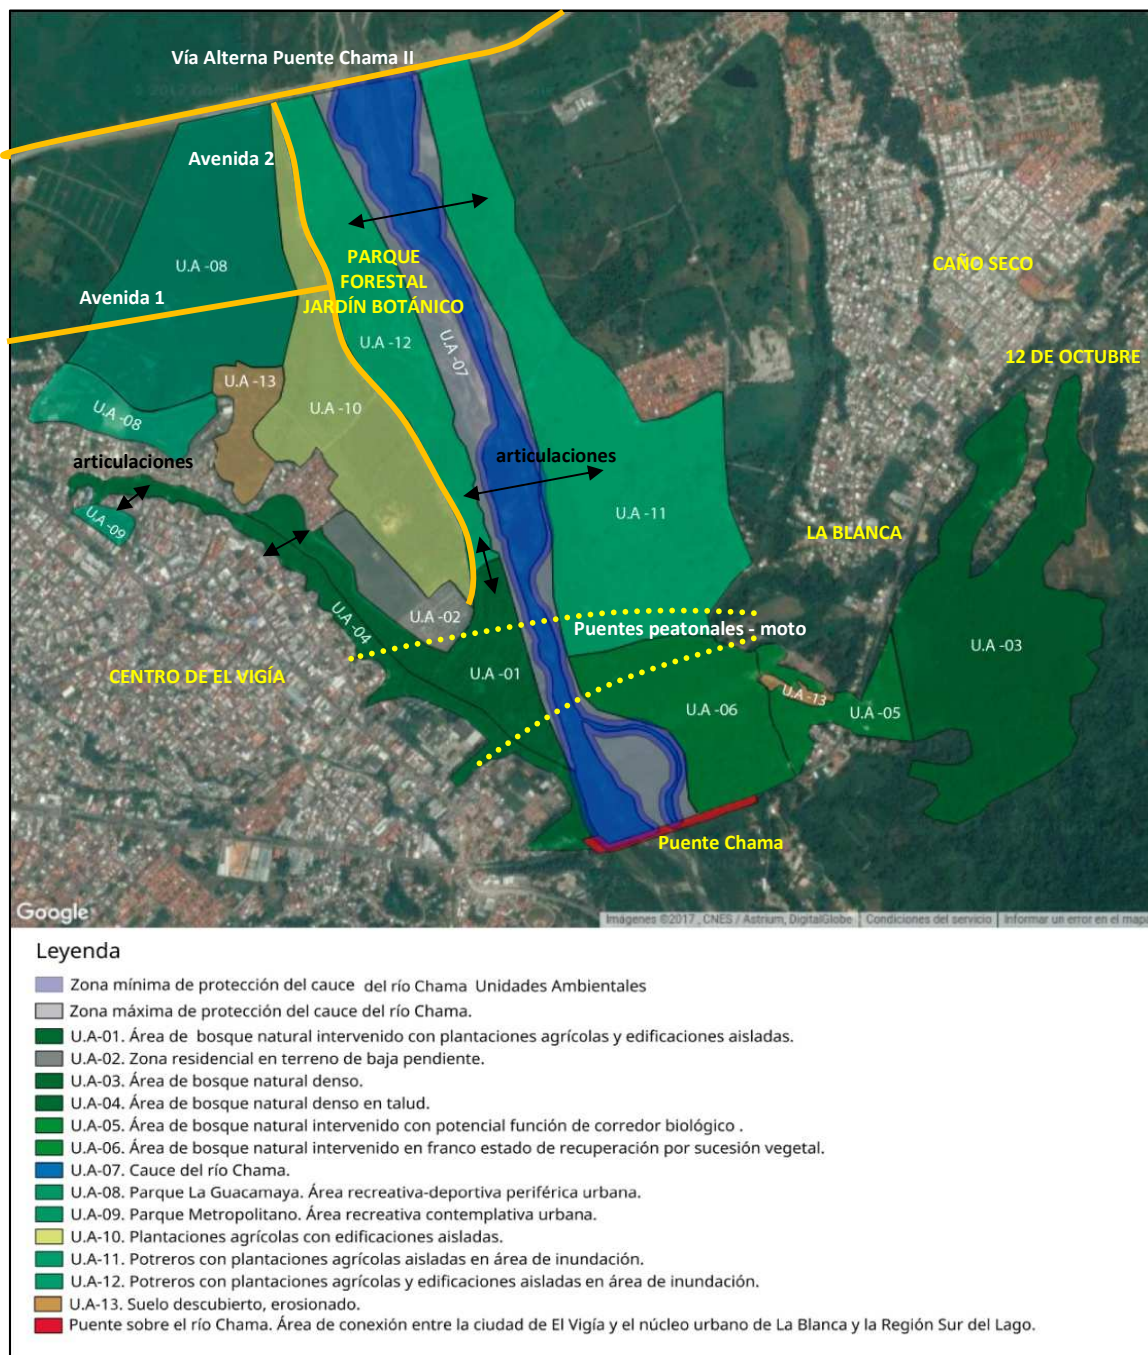 Vía Alterna Puente Chama II
Avenida 2
U.A -08
PARQUE
FORESTAL
JARDÍN BOTÁNICO
CAÑO SECO
Avenida 1
U.A -12
U.A -07
12 DE OCTUBRE
U.A -13
U.A -10
U.A -08
articulaciones
articulaciones
U.A -09
U.A -11
LA BLANCA
U.A -02
U.A -04
Puentes peatonales - moto
U.A -03
CENTRO DE EL VIGÍA
U.A -01
U.A -13
U.A -06
U.A -05
Puente Chama
Google
Imágenes ©2017 , CNES / Astrium, DigitalGlobe
Condiciones del servicio
Informar un error en el mapa
Leyenda
Zona mínima de protección del cauce del río Chama Unidades Ambientales
Zona máxima de protección del cauce del río Chama.
U.A-01. Área de bosque natural intervenido con plantaciones agrícolas y edificaciones aisladas.
U.A-02. Zona residencial en terreno de baja pendiente.
U.A-03. Área de bosque natural denso.
U.A-04. Área de bosque natural denso en talud.
U.A-05. Área de bosque natural intervenido con potencial función de corredor biológico .
U.A-06. Área de bosque natural intervenido en franco estado de recuperación por sucesión vegetal.
U.A-07. Cauce del río Chama.
U.A-08. Parque La Guacamaya. Área recreativa-deportiva periférica urbana.
U.A-09. Parque Metropolitano. Área recreativa contemplativa urbana.
U.A-10. Plantaciones agrícolas con edificaciones aisladas.
U.A-11. Potreros con plantaciones agrícolas aisladas en área de inundación.
U.A-12. Potreros con plantaciones agrícolas y edificaciones aisladas en área de inundación.
U.A-13. Suelo descubierto, erosionado.
Puente sobre el río Chama. Área de conexión entre la ciudad de El Vigía y el núcleo urbano de La Blanca y la Región Sur del Lago.